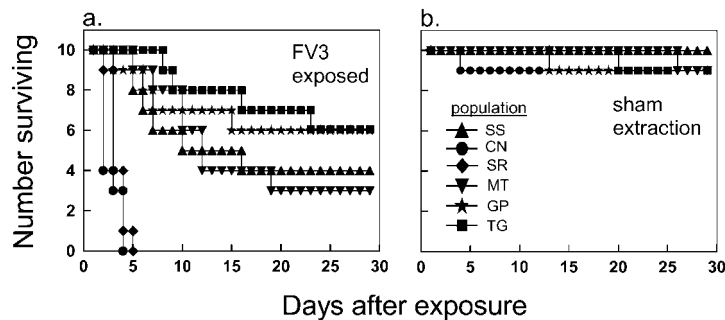 a.
b.
10
8
6
4
2
0
Number surviving
FV3
exposed
0
5
10
15
20
25
30
population
SS
CN
SR
MT
GP
TG
sham
extraction
0
5
10
15
20
25
30
Days after exposure